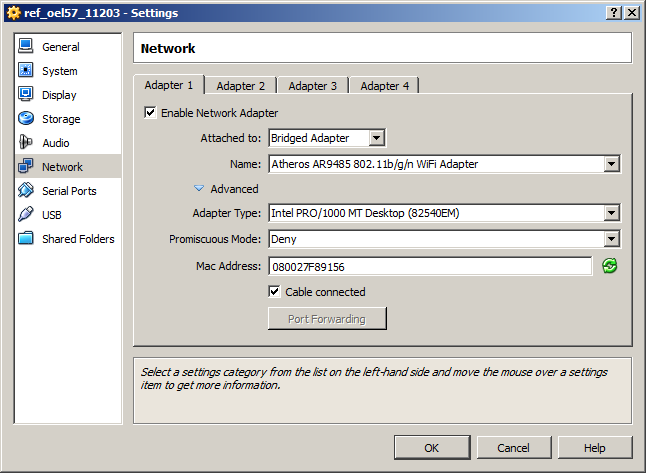 ref_oel57_11203 - Settings
General
System
Display
Storage
Audio
Network
Serial Ports
USB
Shared Folders
Network
Adapter 1 Adapter 2 Adapter 3 Adapter 4
Enable Network Adapter
Attached to: Bridged Adapter
Name: Atheros AR9485 802.11b/g/n WiFi Adapter
Advanced
Adapter Type: Intel PRO/1000 MT Desktop (82540EM)
Promiscuous Mode: Deny
Mac Address: 080027F89156
Cable connected
Port Forwarding
Select a settings category from the list on the left-hand side and move the mouse over a settings
item to get more information.
OK Cancel Help